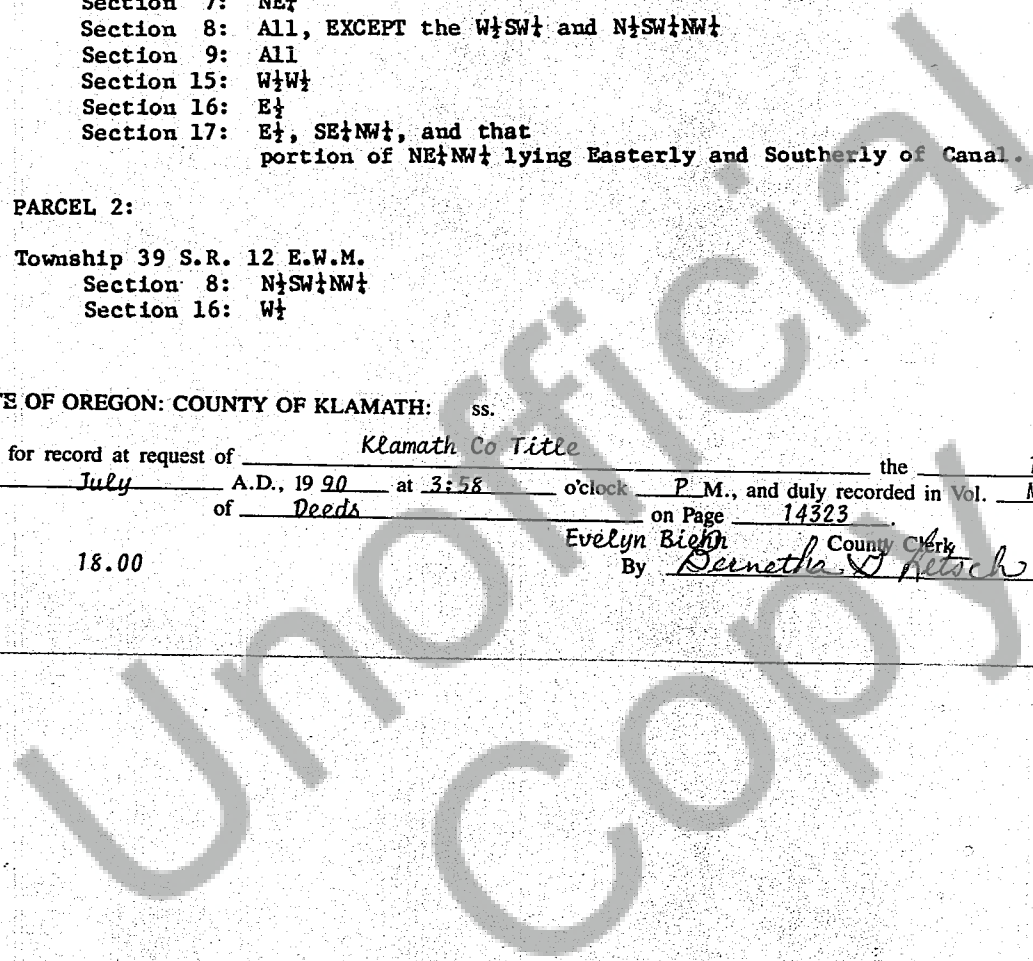 Section 7: NE¼
Section 8: All, EXCEPT the W½SW¼ and N½SW¼NW¼
Section 9: All
Section 15: W½W½
Section 16: E½
Section 17: E½, SE¼NW¼, and that
portion of NE¼NW¼ lying Easterly and Southerly of Canal.
PARCEL 2:
Township 39 S.R. 12 E.W.M.
Section 8: N½SW¼NW¼
Section 16: W½
E OF OREGON: COUNTY OF KLAMATH: ss.
for record at request of Klamath Co Title the
July A.D., 19 90 at 3:58 o'clock P M., and duly recorded in Vol.
of Deeds on Page 14323.
Evelyn Biehn County Clerk
18.00 By Bernetha D Letsch
Unofficial
Copy